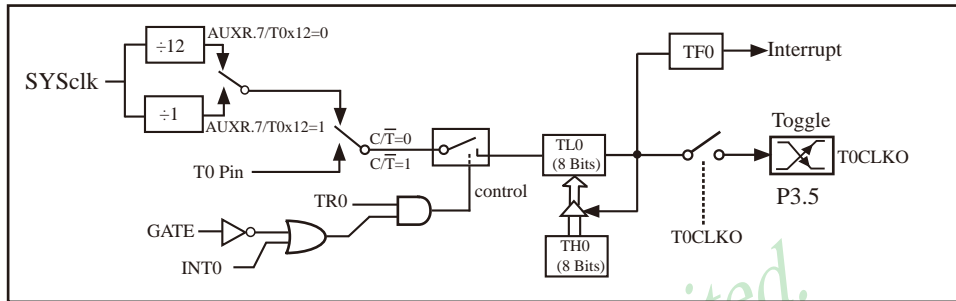 AUXR.7/T0x12=0
÷12
SYSclk
÷1
AUXR.7/T0x12=1
T0 Pin
C/T̅=0
C/T̅=1
control
TR0
GATE
INT0
TL0
(8 Bits)
TH0
(8 Bits)
TF0
Interrupt
Toggle
T0CLKO
P3.5
T0CLKO
ited.